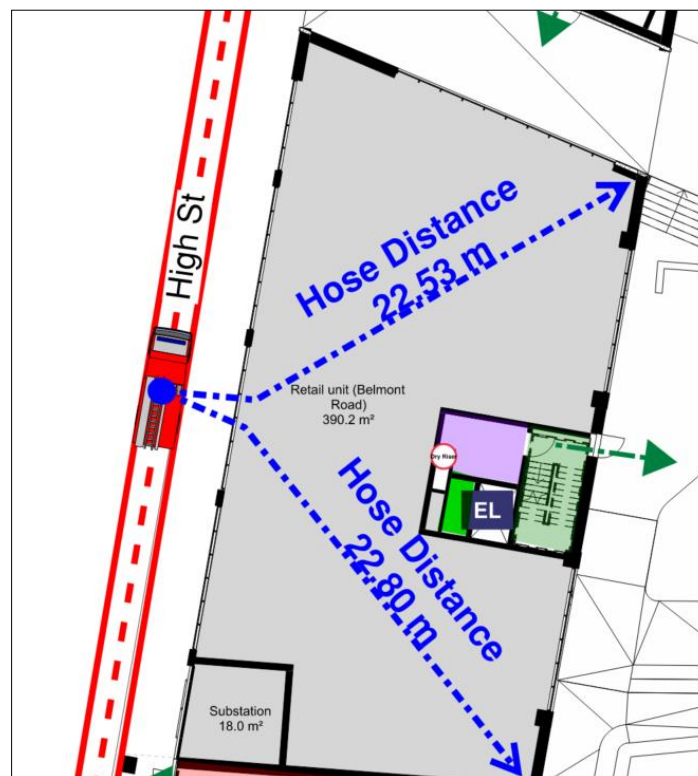 High St
Hose Distance
22.53 m
Retail unit (Belmont
Road)
390.2 m²
Dry Riser
EL
Hose Distance
22.80 m
Substation
18.0 m²